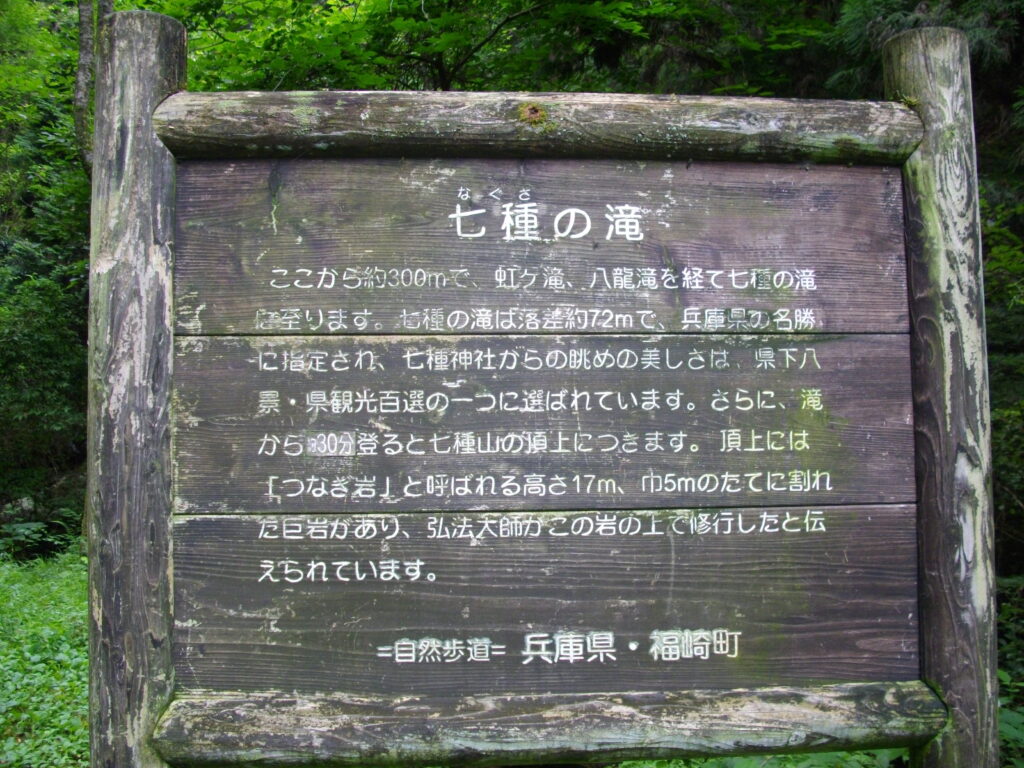 なぐさ
七種の滝
ここから約300mで、虹ケ滝、八龍滝を経て七種の滝
に至ります。七種の滝は落差約72mで、兵庫県の名勝
に指定され、七種神社からの眺めの美しさは、県下八
景・県観光百選の一つに選ばれています。さらに、滝
から約30分登ると七種山の頂上につきます。頂上には
「つなぎ岩」と呼ばれる高さ17m、巾5mのたてに割れ
た巨岩があり、弘法大師がこの岩の上で修行したと伝
えられています。
=自然歩道= 兵庫県・福崎町